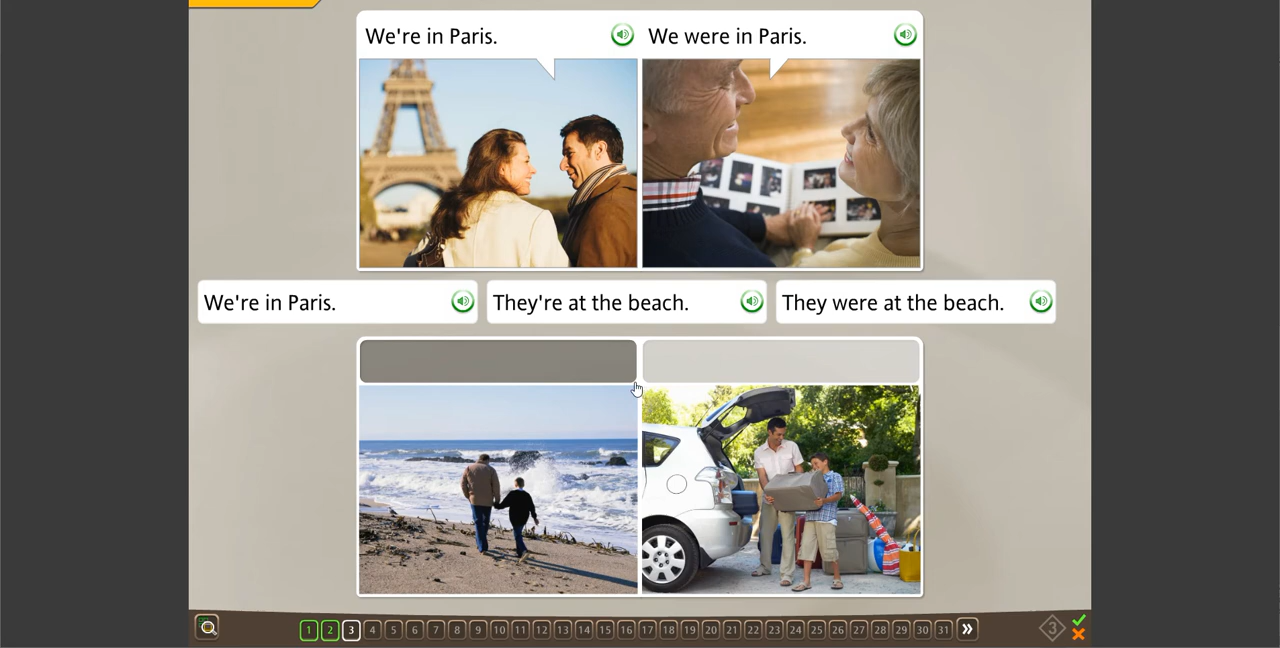 We're in Paris.
We were in Paris.
We're in Paris.
They're at the beach.
They were at the beach.
1 2 3 4 5 6 7 8 9 10 11 12 13 14 15 16 17 18 19 20 21 22 23 24 25 26 27 28 29 30 31 »
3